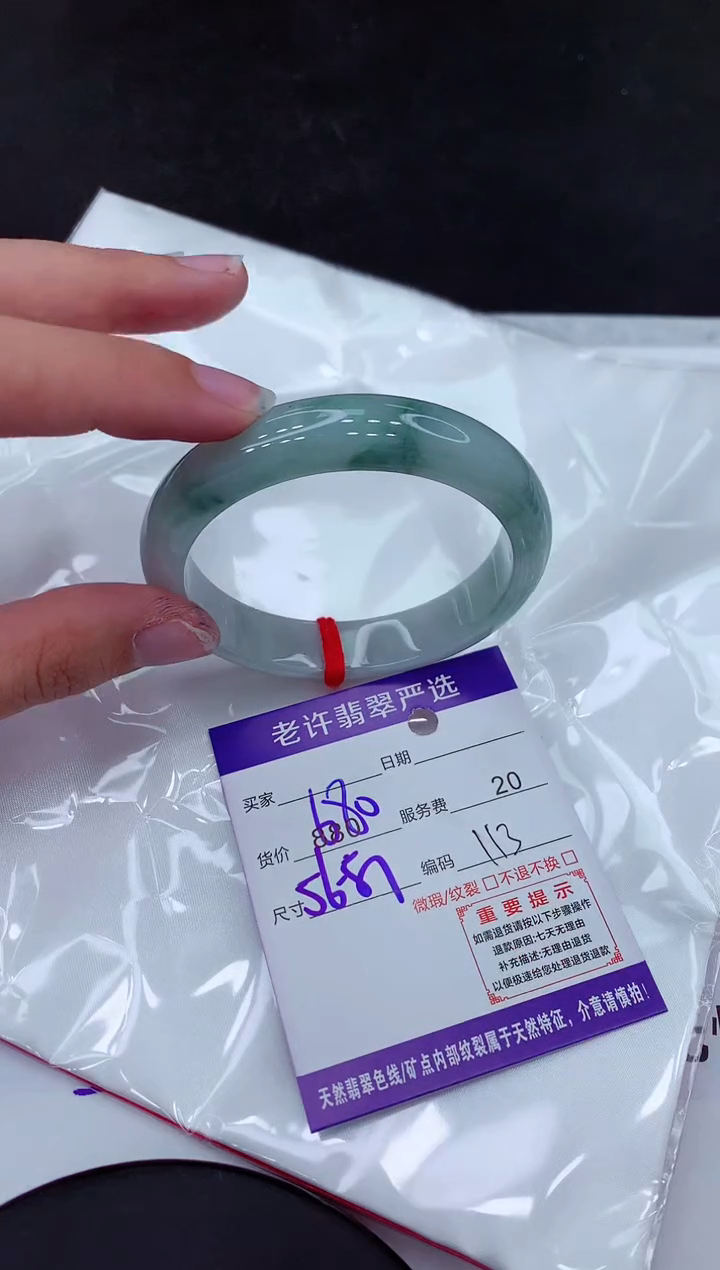 老许翡翠严选
买家 日期
680
货价 880 服务费 20
尺寸 编码 113
微瑕/纹裂 □不退不换 □
重要提示
如需退货请按以下步骤操作
退款原因:七天无理由
补充描述:无理由退货
以便极速给您处理退货退款
天然翡翠色线/矿点内部纹裂属于天然特征，介意请慎拍！